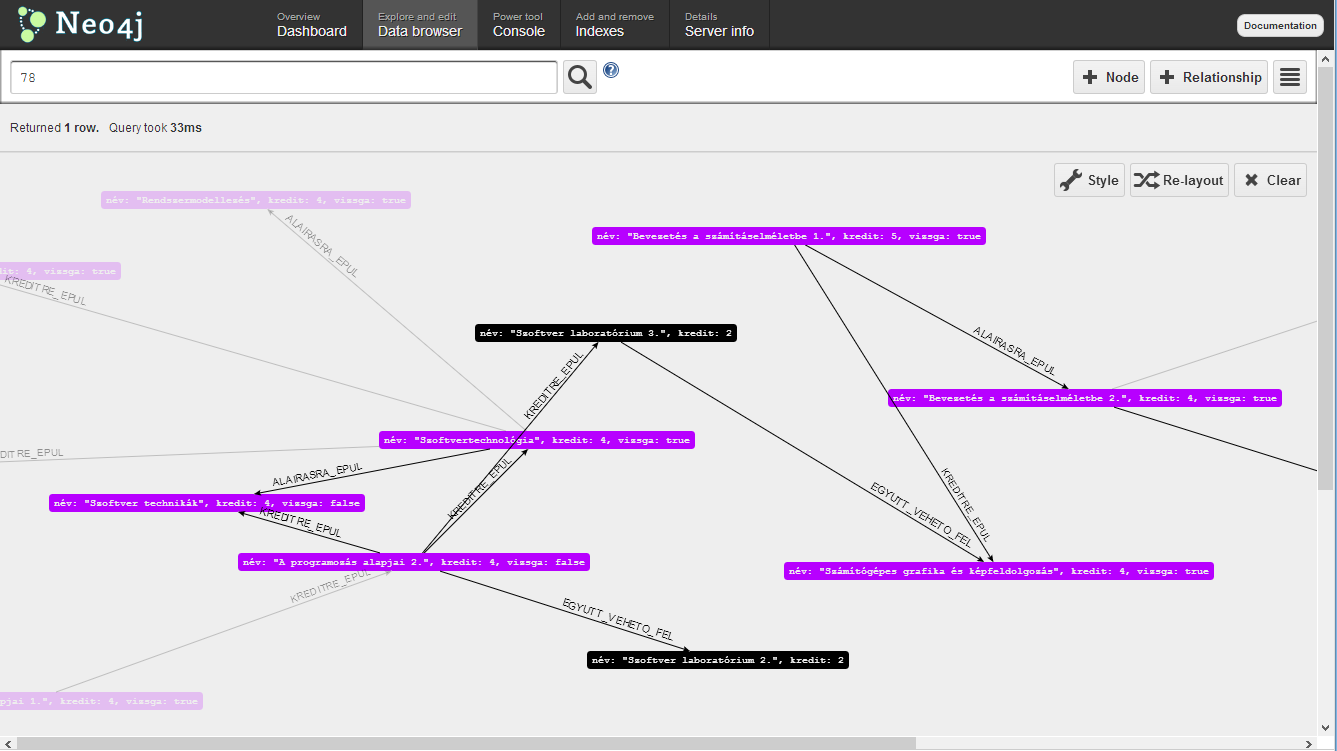 Neo4j
Overview
Dashboard
Explore and edit
Data browser
Power tool
Console
Add and remove
Indexes
Details
Server info
Documentation
78
?
Node
Relationship
Returned 1 row. Query took 33ms
Style
Re-layout
Clear
név: "Rendszermodellezés", kredit: 4, vizsga: true
ALAIRASRA_EPUL
név: "Bevezetés a számításelméletbe 1.", kredit: 5, vizsga: true
dit: 4, vizsga: true
KREDITRE_EPUL
név: "Szoftver laboratórium 3.", kredit: 2
ALAIRASRA_EPUL
KREDITRE_EPUL
név: "Bevezetés a számításelméletbe 2.", kredit: 4, vizsga: true
név: "Szoftvertechnológia", kredit: 4, vizsga: true
DITRE_EPUL
ALAIRASRA_EPUL
KREDITRE_EPUL
név: "Szoftver technikák", kredit: 4, vizsga: false
KREDITRE_EPUL
EGYUTT_VEHETO_FEL
KREDITRE_EPUL
név: "A programozás alapjai 2.", kredit: 4, vizsga: false
név: "Számítógépes grafika és képfeldolgozás", kredit: 4, vizsga: true
KREDITRE_EPUL
EGYUTT_VEHETO_FEL
név: "Szoftver laboratórium 2.", kredit: 2
pjai 1.", kredit: 4, vizsga: true